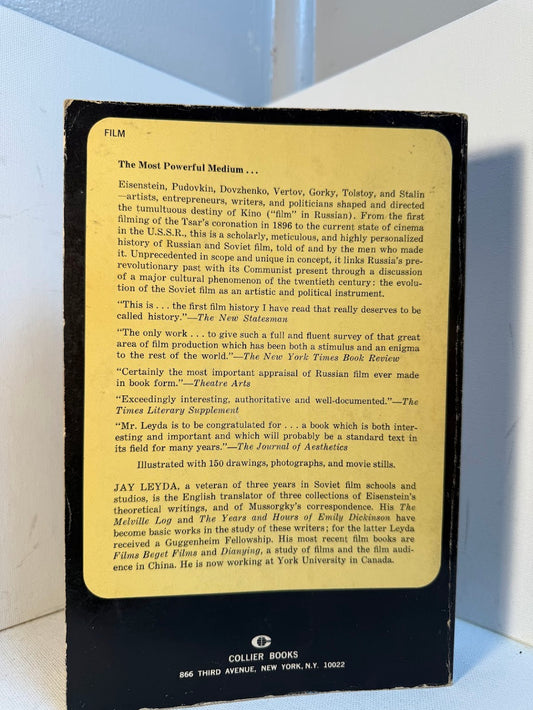 FILM
The Most Powerful Medium . . .
Eisenstein, Pudovkin, Dovzhenko, Vertov, Gorky, Tolstoy, and Stalin
—artists, entrepreneurs, writers, and politicians shaped and directed
the tumultuous destiny of Kino ("film" in Russian). From the first
filming of the Tsar's coronation in 1896 to the current state of cinema
in the U.S.S.R., this is a scholarly, meticulous, and highly personalized
history of Russian and Soviet film, told of and by the men who made
it. Unprecedented in scope and unique in concept, it links Russia's pre-
revolutionary past with its Communist present through a discussion
of a major cultural phenomenon of the twentieth century: the evolu-
tion of the Soviet film as an artistic and political instrument.
"This is . . . the first film history I have read that really deserves to be
called history."—The New Statesman
"The only work . . . to give such a full and fluent survey of that great
area of film production which has been both a stimulus and an enigma
to the rest of the world."—The New York Times Book Review
"Certainly the most important appraisal of Russian film ever made
in book form."—Theatre Arts
"Exceedingly interesting, authoritative and well-documented."—The
Times Literary Supplement
"Mr. Leyda is to be congratulated for . . . a book which is both inter-
esting and important and which will probably be a standard text in
its field for many years."—The Journal of Aesthetics
Illustrated with 150 drawings, photographs, and movie stills.
JAY LEYDA, a veteran of three years in Soviet film schools and
studios, is the English translator of three collections of Eisenstein's
theoretical writings, and of Mussorgky's correspondence. His The
Melville Log and The Years and Hours of Emily Dickinson have
become basic works in the study of these writers; for the latter Leyda
received a Guggenheim Fellowship. His most recent film books are
Films Beget Films and Dianying, a study of films and the film audi-
ence in China. He is now working at York University in Canada.
COLLIER BOOKS
866 THIRD AVENUE, NEW YORK, N.Y. 10022